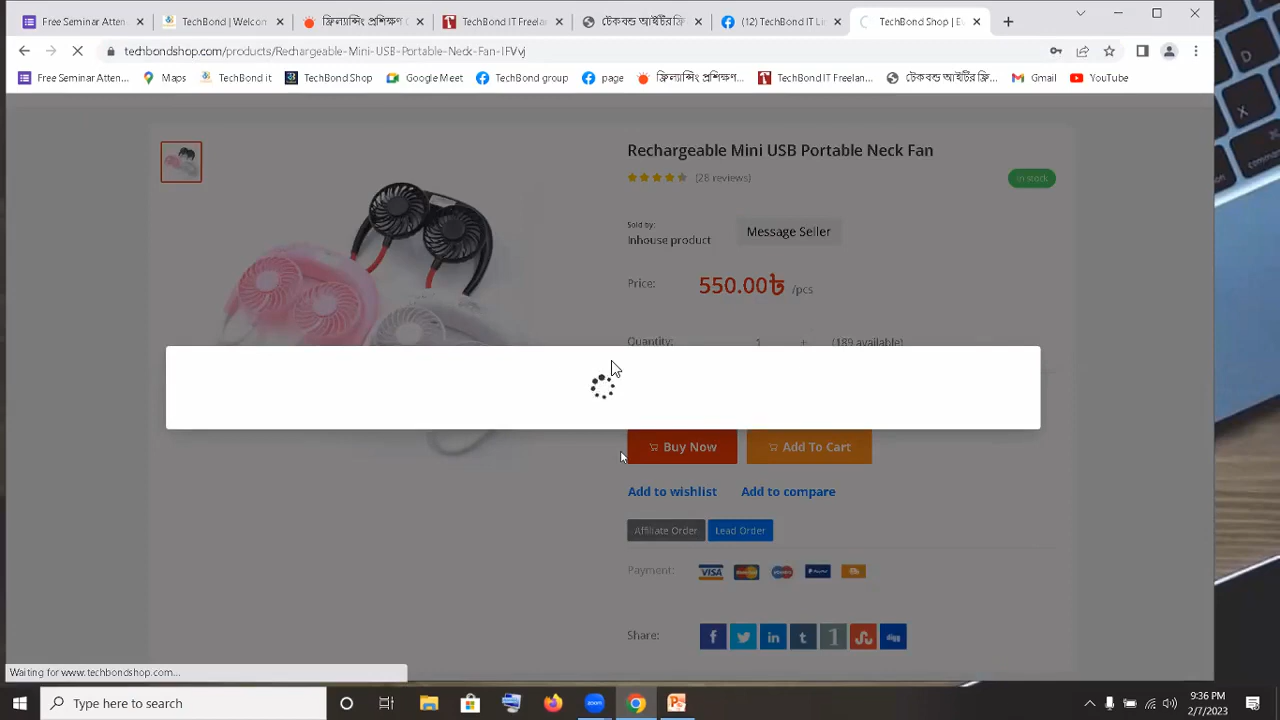 Free Seminar Atten
TechBond | Welcon
ফ্রিল্যান্সিং প্রশিক্ষণ
TechBond IT Freela
টেকবন্ড আইটির ফ্রি
(12) TechBond IT Li
TechBond Shop | E
techbondshop.com/products/Rechargeable-Mini-USB-Portable-Neck-Fan-IFVvj
Free Seminar Atten...
Maps
TechBond it
TechBond Shop
Google Meet
TechBond group
page
ফ্রিল্যান্সিং প্রশিক্ষণ...
TechBond IT Freelan...
টেকবন্ড আইটির ফ্রি...
Gmail
YouTube
Rechargeable Mini USB Portable Neck Fan
(28 reviews)
In stock
Sold by:
Inhouse product
Message Seller
Price:
550.00৳ /pcs
Quantity:
1
+
(189 available)
Buy Now
Add To Cart
Add to wishlist
Add to compare
Affiliate Order
Lead Order
Payment:
VISA
PayPal
Share:
digg
Waiting for www.techbondshop.com...
Type here to search
zoom
9:36 PM
2/7/2023